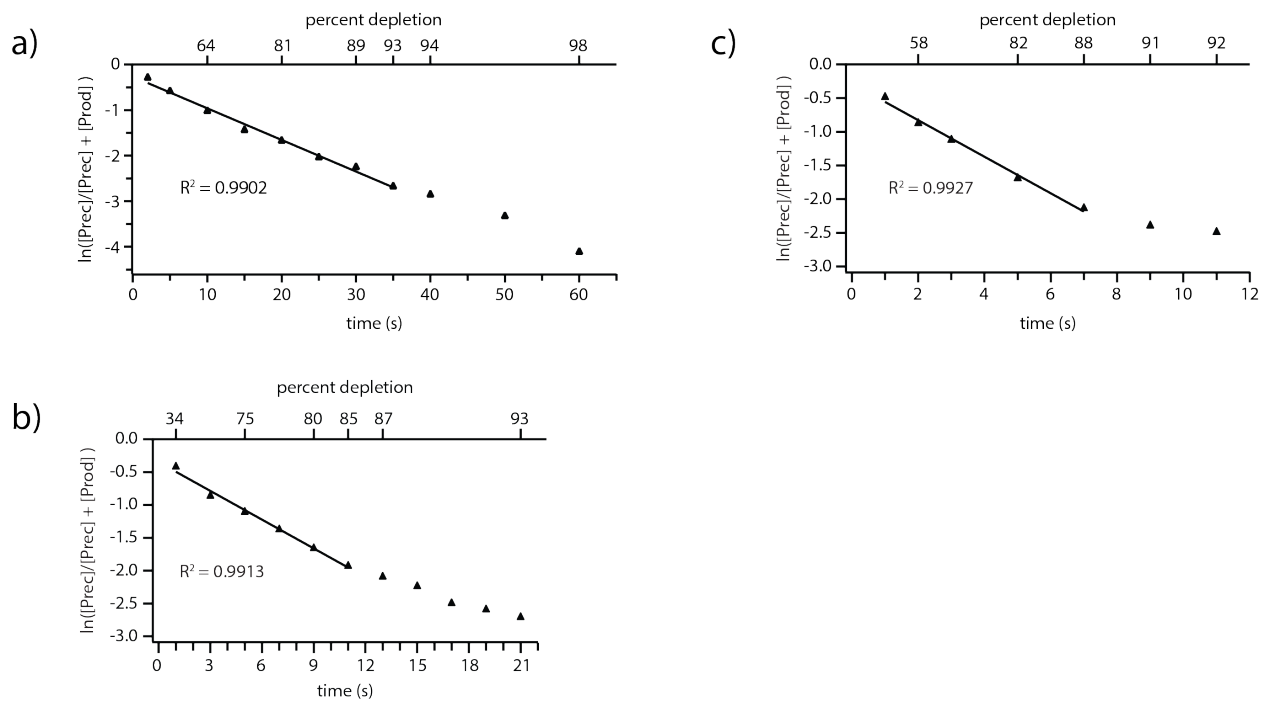 a)
percent depletion
64 81 89 93 94 98
0
-1
-2
-3
-4
ln([Prec]/[Prec] + [Prod] )
R² = 0.9902
0 10 20 30 40 50 60
time (s)
c)
percent depletion
58 82 88 91 92
0.0
-0.5
-1.0
-1.5
-2.0
-2.5
-3.0
ln([Prec]/[Prec] + [Prod] )
R² = 0.9927
0 2 4 6 8 10 12
time (s)
b)
percent depletion
34 75 80 85 87 93
0.0
-0.5
-1.0
-1.5
-2.0
-2.5
-3.0
ln([Prec]/[Prec] + [Prod] )
R² = 0.9913
0 3 6 9 12 15 18 21
time (s)